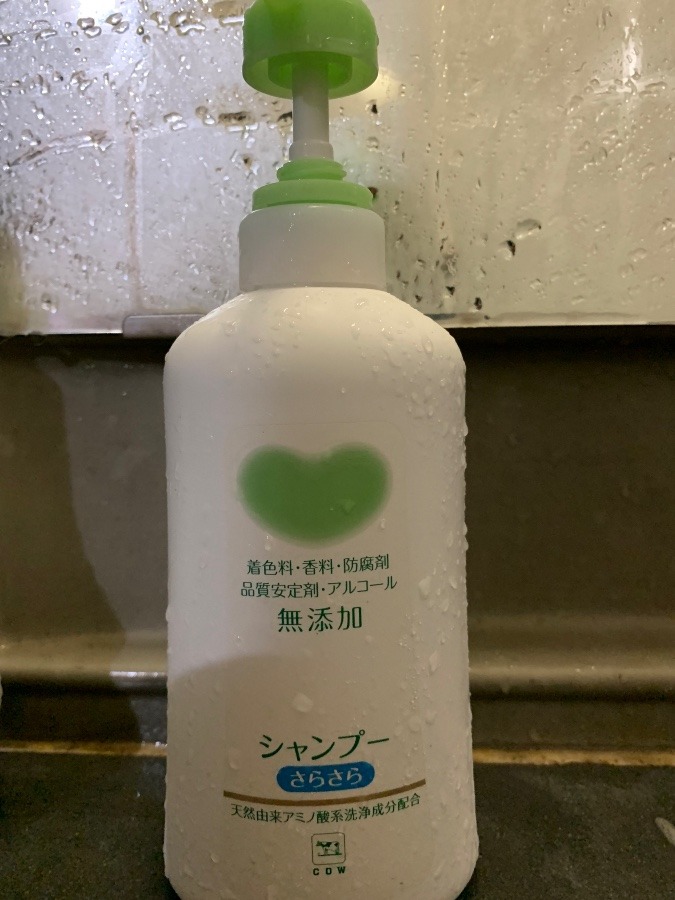 着色料・香料・防腐剤
品質安定剤・アルコール
無添加
シャンプー
さらさら
天然由来アミノ酸系洗浄成分配合
COW